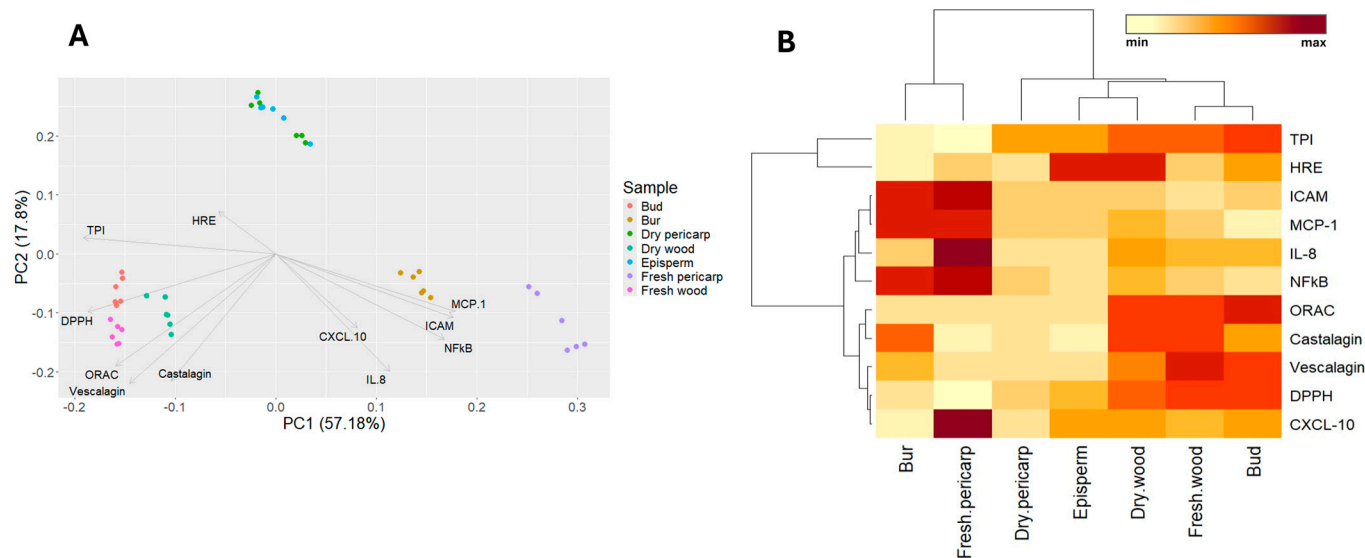 A
PC2 (17.8%)
0.2
0.1
0.0
-0.1
-0.2
HRE
TPI
DPPH
ORAC
Vescalagin
Castalagin
CXCL.10
IL.8
MCP.1
ICAM
NFkB
-0.2 -0.1 0.0 0.1 0.2 0.3
PC1 (57.18%)
Sample
Bud
Bur
Dry pericarp
Dry wood
Episperm
Fresh pericarp
Fresh wood
B
min max
TPI
HRE
ICAM
MCP-1
IL-8
NFkB
ORAC
Castalagin
Vescalagin
DPPH
CXCL-10
Bur
Fresh.pericarp
Dry.pericarp
Episperm
Dry.wood
Fresh.wood
Bud